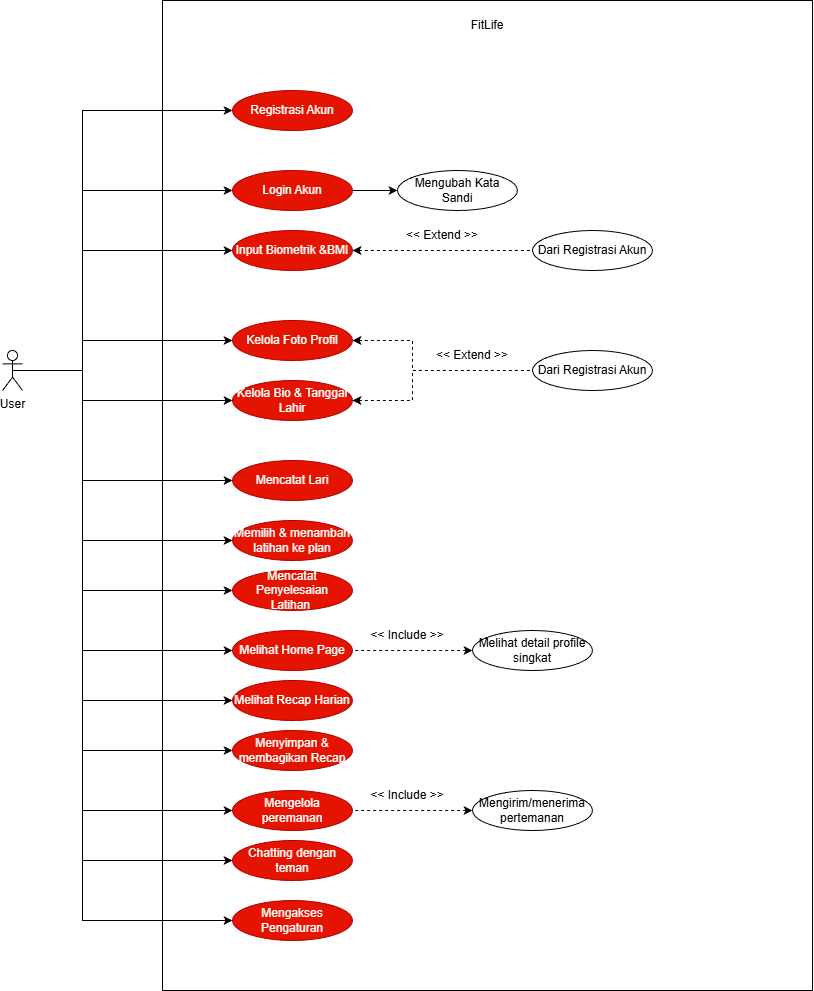 FitLife
Registrasi Akun
Login Akun
Mengubah Kata
Sandi
Input Biometrik &BMI
<< Extend >>
Dari Registrasi Akun
Kelola Foto Profil
<< Extend >>
Dari Registrasi Akun
Kelola Bio & Tanggal
Lahir
User
Mencatat Lari
Memilih & menambah
latihan ke plan
Mencatat
Penyelesaian
Latihan
Melihat Home Page
<< Include >>
Melihat detail profile
singkat
Melihat Recap Harian
Menyimpan &
membagikan Recap
Mengelola
peremanan
<< Include >>
Mengirim/menerima
pertemanan
Chatting dengan
teman
Mengakses
Pengaturan